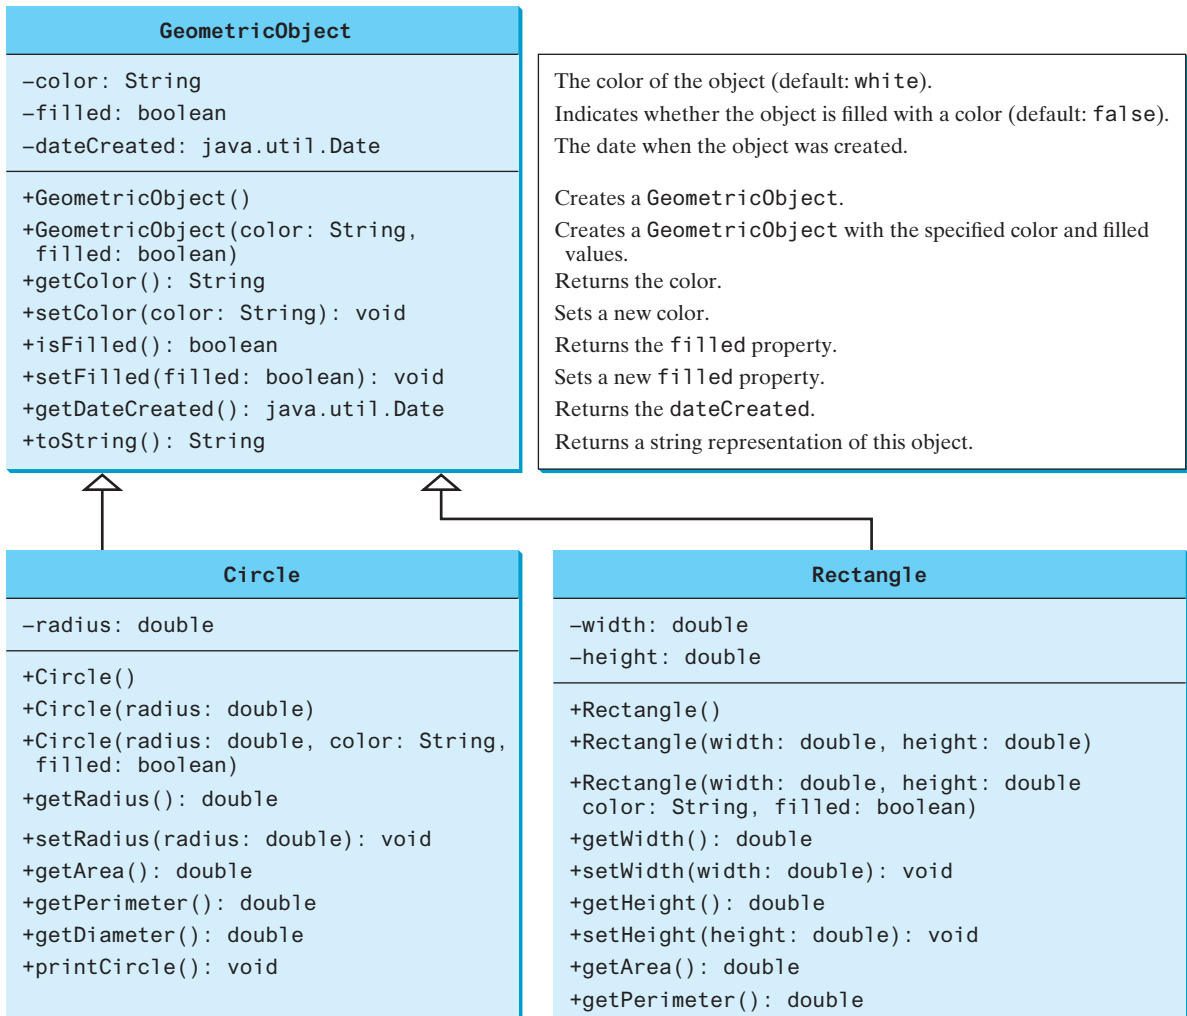 GeometricObject
–color: String
–filled: boolean
–dateCreated: java.util.Date
+GeometricObject()
+GeometricObject(color: String,
filled: boolean)
+getColor(): String
+setColor(color: String): void
+isFilled(): boolean
+setFilled(filled: boolean): void
+getDateCreated(): java.util.Date
+toString(): String
The color of the object (default: white).
Indicates whether the object is filled with a color (default: false).
The date when the object was created.
Creates a GeometricObject.
Creates a GeometricObject with the specified color and filled
values.
Returns the color.
Sets a new color.
Returns the filled property.
Sets a new filled property.
Returns the dateCreated.
Returns a string representation of this object.
Circle
–radius: double
+Circle()
+Circle(radius: double)
+Circle(radius: double, color: String,
filled: boolean)
+getRadius(): double
+setRadius(radius: double): void
+getArea(): double
+getPerimeter(): double
+getDiameter(): double
+printCircle(): void
Rectangle
–width: double
–height: double
+Rectangle()
+Rectangle(width: double, height: double)
+Rectangle(width: double, height: double
color: String, filled: boolean)
+getWidth(): double
+setWidth(width: double): void
+getHeight(): double
+setHeight(height: double): void
+getArea(): double
+getPerimeter(): double